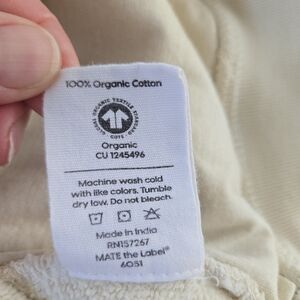 100% Organic Cotton
GLOBAL ORGANIC TEXTILE STANDARD
GOTS
Organic
CU 1245496
Machine wash cold
with like colors. Tumble
dry low. Do not bleach.
Made in India
RN157267
MATE the Label®
6051